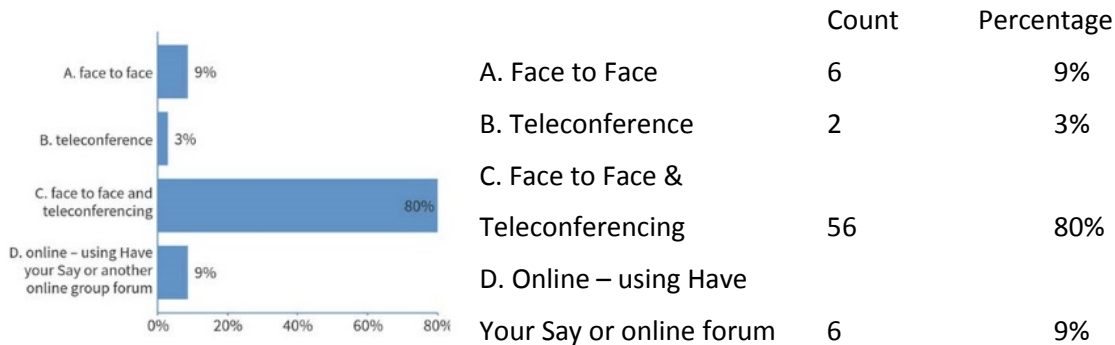 A. face to face
9%
B. teleconference
3%
C. face to face and
teleconferencing
80%
D. online – using Have
your Say or another
online group forum
9%
0% 20% 40% 60% 80%
Count Percentage
A. Face to Face 6 9%
B. Teleconference 2 3%
C. Face to Face &
Teleconferencing 56 80%
D. Online – using Have
Your Say or online forum 6 9%